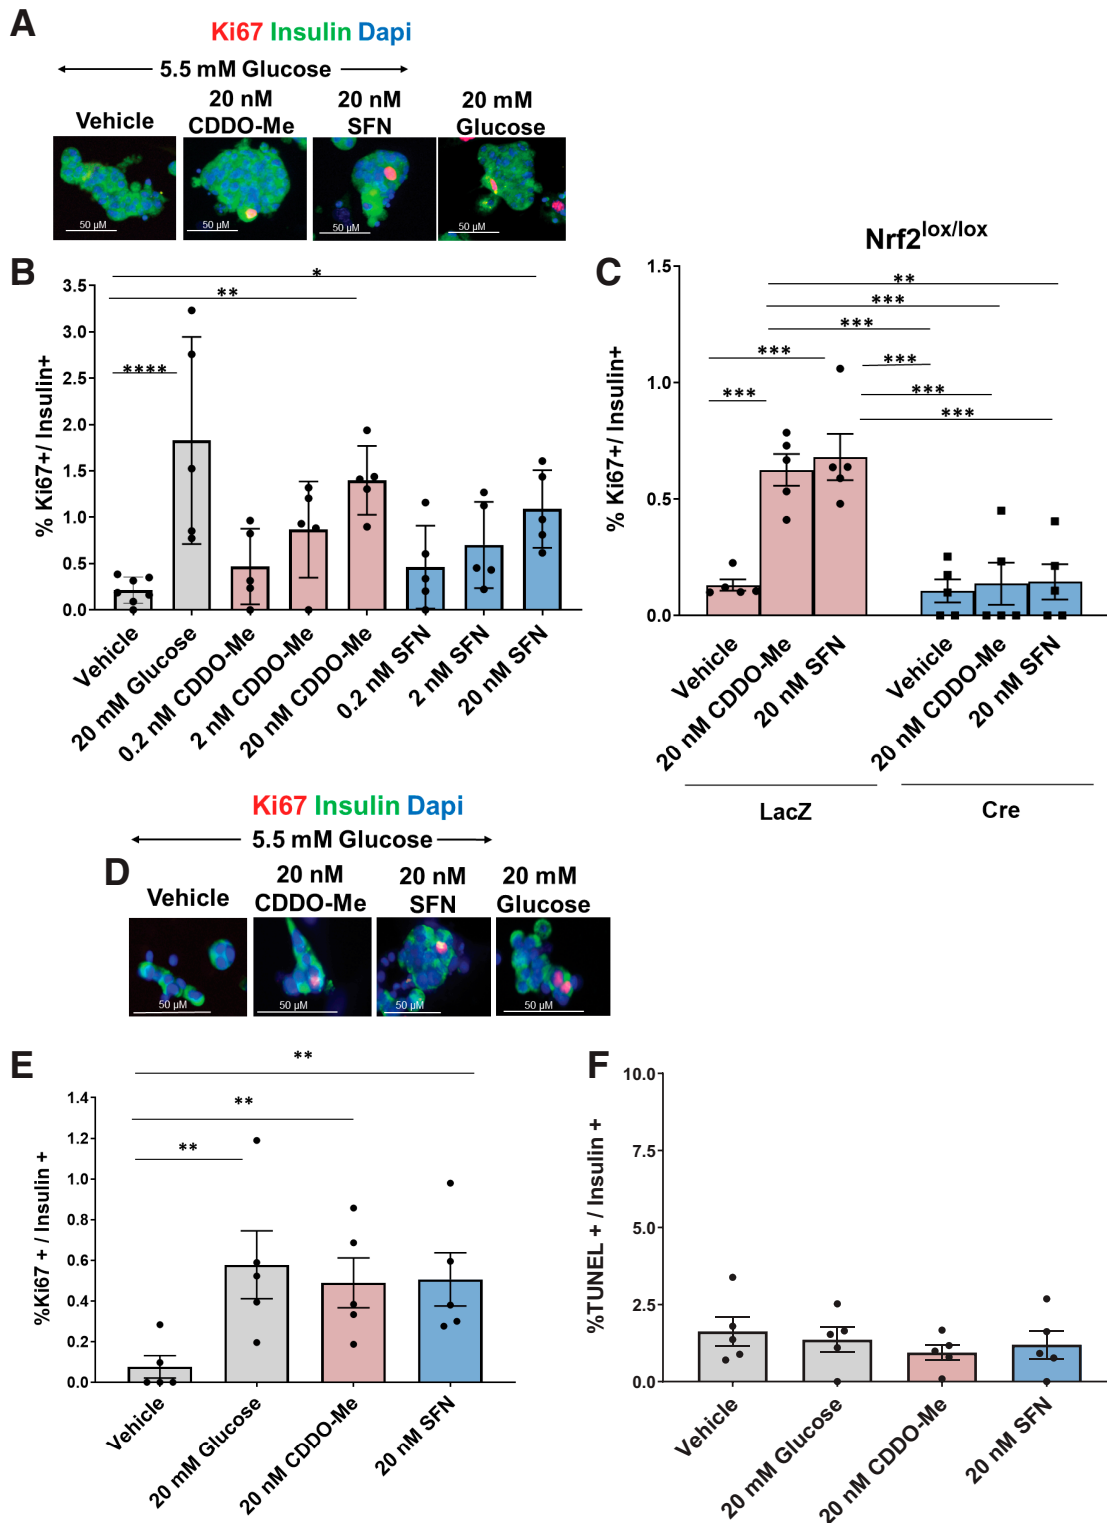 A
Ki67 Insulin Dapi
5.5 mM Glucose
Vehicle
20 nM CDDO-Me
20 nM SFN
20 mM Glucose
50 µM
50 µM
50 µM
50 µM
B
% Ki67+/ Insulin+
3.5
3.0
2.5
2.0
1.5
1.0
0.5
0.0
*
**
****
Vehicle
20 mM Glucose
0.2 nM CDDO-Me
2 nM CDDO-Me
20 nM CDDO-Me
0.2 nM SFN
2 nM SFN
20 nM SFN
C
Nrf2lox/lox
% Ki67+/ Insulin+
1.5
1.0
0.5
0.0
**
***
***
***
***
***
***
***
Vehicle
20 nM CDDO-Me
20 nM SFN
Vehicle
20 nM CDDO-Me
20 nM SFN
LacZ
Cre
Ki67 Insulin Dapi
5.5 mM Glucose
D
Vehicle
20 nM CDDO-Me
20 nM SFN
20 mM Glucose
50 µM
50 µM
50 µM
50 µM
E
%Ki67 + / Insulin +
1.4
1.2
1.0
0.8
0.6
0.4
0.2
0.0
**
**
**
Vehicle
20 mM Glucose
20 nM CDDO-Me
20 nM SFN
F
%TUNEL + / Insulin +
10.0
7.5
5.0
2.5
0.0
Vehicle
20 mM Glucose
20 nM CDDO-Me
20 nM SFN